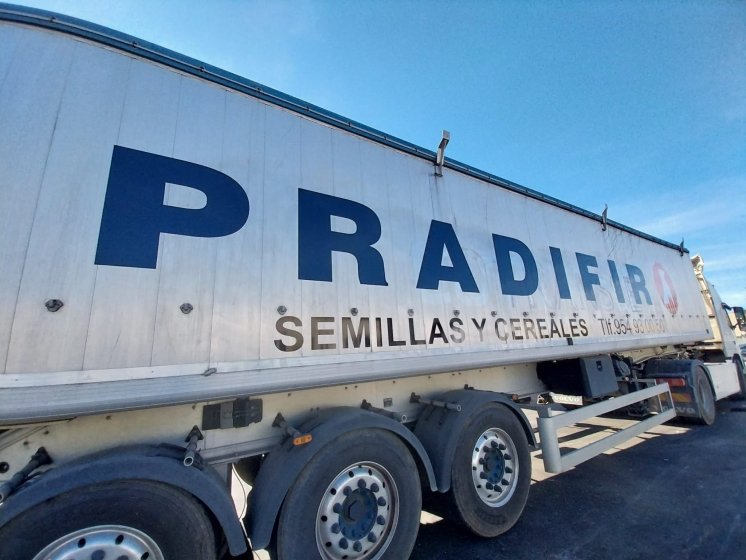 PRADIFIR
SEMILLAS Y CEREALES Tlf.954